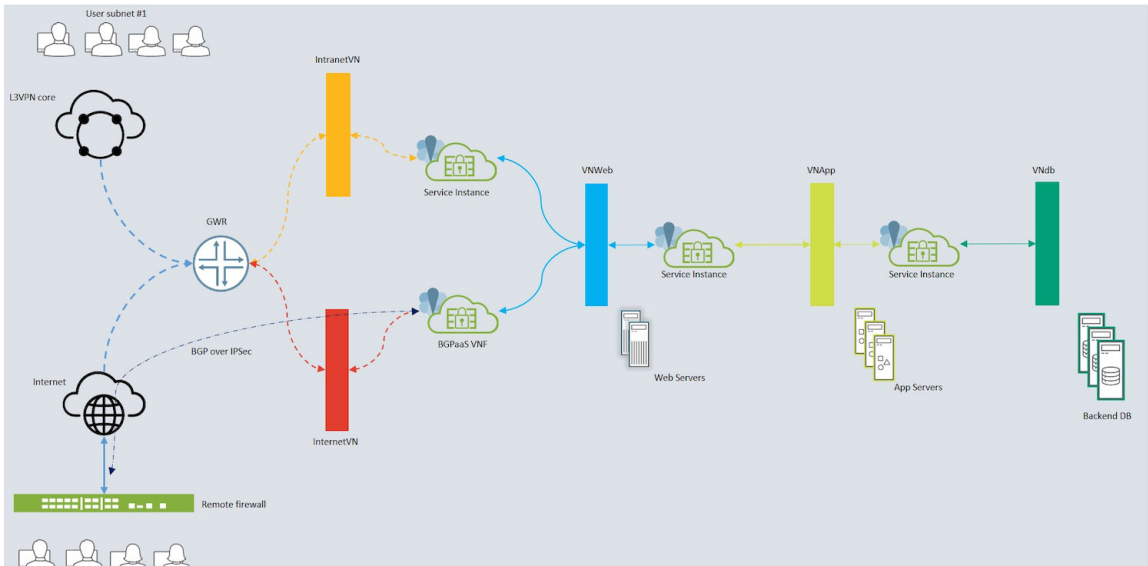 User subnet #1
L3VPN core
IntranetVN
Service Instance
GWR
VNWeb
VNApp
VNdb
Service Instance
Service Instance
BGPaaS VNF
BGP over IPSec
Internet
InternetVN
Web Servers
App Servers
Backend DB
Remote firewall